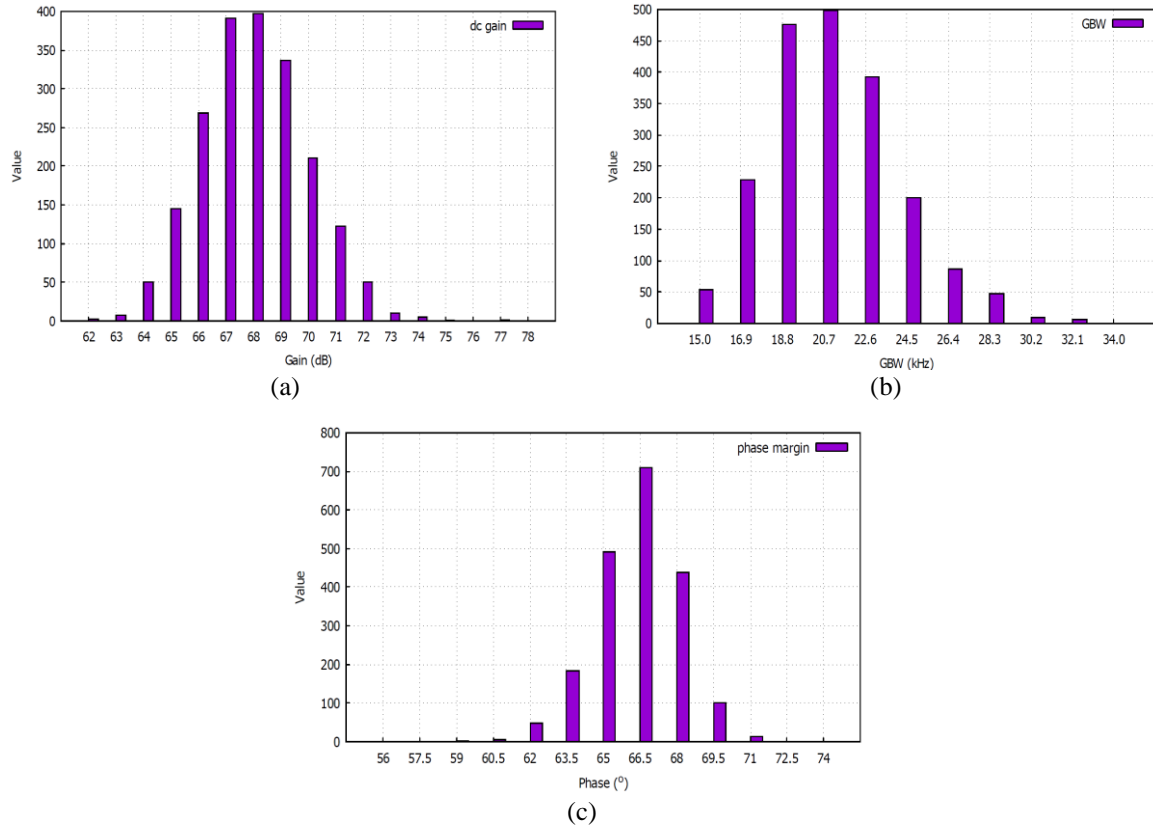 dc gain
400
350
300
250
200
150
100
50
0
Value
62 63 64 65 66 67 68 69 70 71 72 73 74 75 76 77 78
Gain (dB)
(a)
GBW
500
450
400
350
300
250
200
150
100
50
0
Value
15.0 16.9 18.8 20.7 22.6 24.5 26.4 28.3 30.2 32.1 34.0
GBW (kHz)
(b)
phase margin
800
700
600
500
400
300
200
100
0
Value
56 57.5 59 60.5 62 63.5 65 66.5 68 69.5 71 72.5 74
Phase (º)
(c)